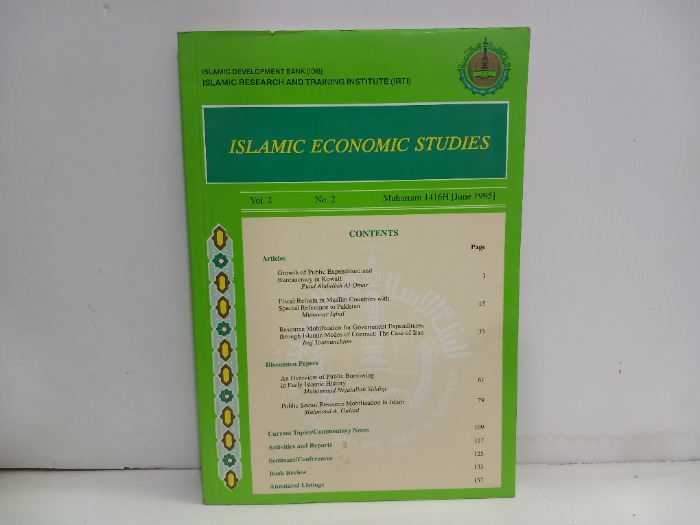 ISLAMIC DEVELOPMENT BANK (IDB)
ISLAMIC RESEARCH AND TRAINING INSTITUTE (IRTI)
ISLAMIC ECONOMIC STUDIES
Vol. 2 No. 2 Muharram 1416H [June 1995]
CONTENTS
Page
Articles
Growth of Public Expenditure and
Bureaucracy in Kuwait 1
Fuad Abdullah Al-Omar
Fiscal Reform in Muslim Countries with
Special Reference to Pakistan 15
Munawar Iqbal
Resource Mobilization for Government Expenditures
through Islamic Modes of Contract: The Case of Iran 35
Iraj Toutounchian
Discussion Papers
An Overview of Public Borrowing
in Early Islamic History 61
Muhammad Nejatullah Siddiqi
Public Sector Resource Mobilization in Islam 79
Mahmoud A. Gulaid
Current Topics/Commentary Notes 109
Activities and Reports 117
Seminars/Conferences 125
Book Review 133
Annotated Listings 137